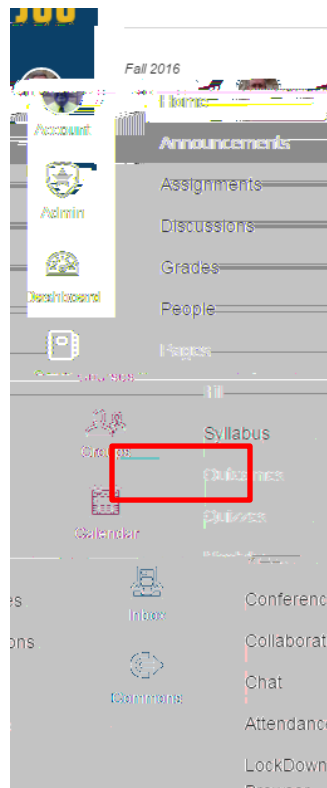 Fall 2016
Home
Account
Announcements
Assignments
Admin
Discussions
Grades
Dashboard
People
Pages
Syllabus
Groups
Outcomes
Quizzes
Calendar
Conferenc
Inbox
Collaborat
Chat
Commons
Attendance
LockDown